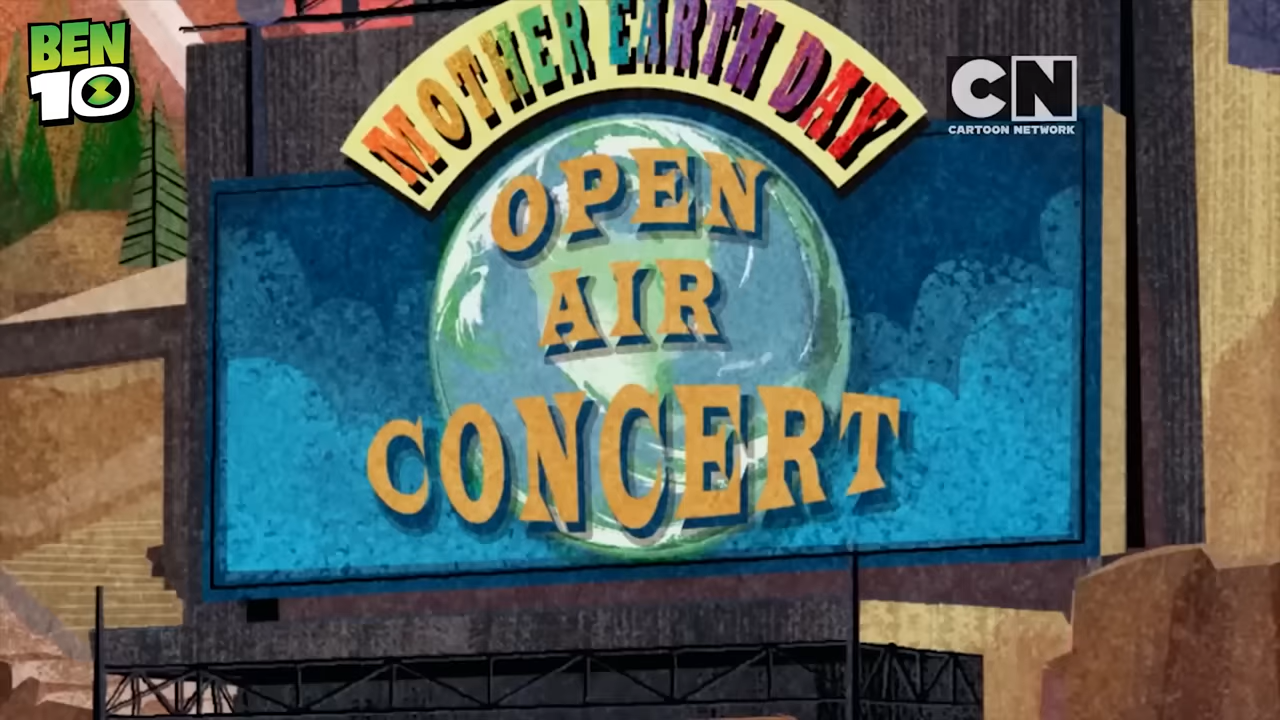 BEN
10
CN
CARTOON NETWORK
MOTHER EARTH DAY
OPEN
AIR
CONCERT